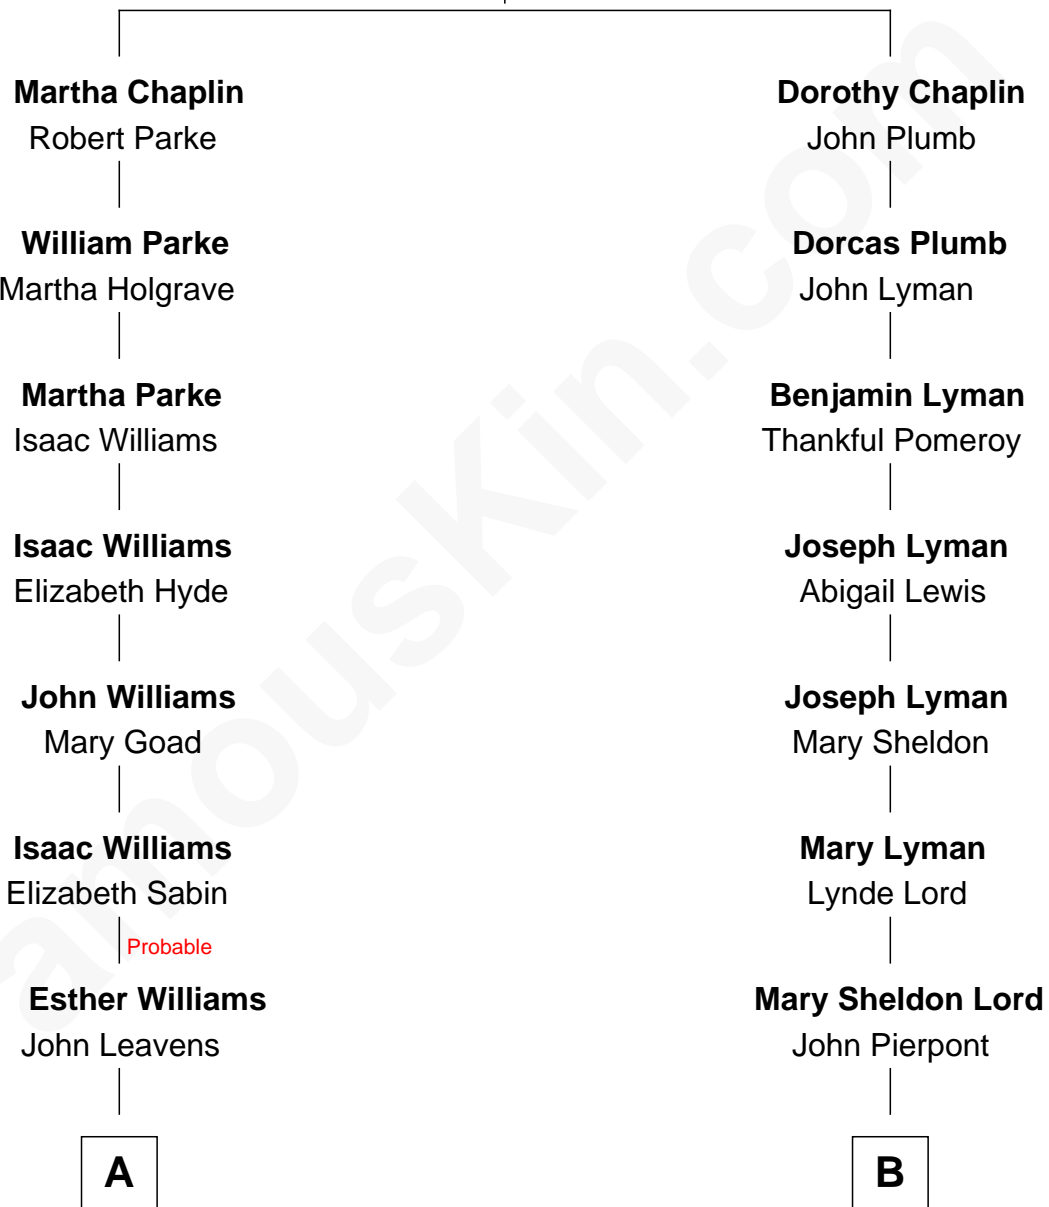 Martha Chaplin
Robert Parke
William Parke
Martha Holgrave
Martha Parke
Isaac Williams
Isaac Williams
Elizabeth Hyde
John Williams
Mary Goad
Isaac Williams
Elizabeth Sabin
Probable
Esther Williams
John Leavens
A
Dorothy Chaplin
John Plumb
Dorcas Plumb
John Lyman
Benjamin Lyman
Thankful Pomeroy
Joseph Lyman
Abigail Lewis
Joseph Lyman
Mary Sheldon
Mary Lyman
Lynde Lord
Mary Sheldon Lord
John Pierpont
B
amousKin.com